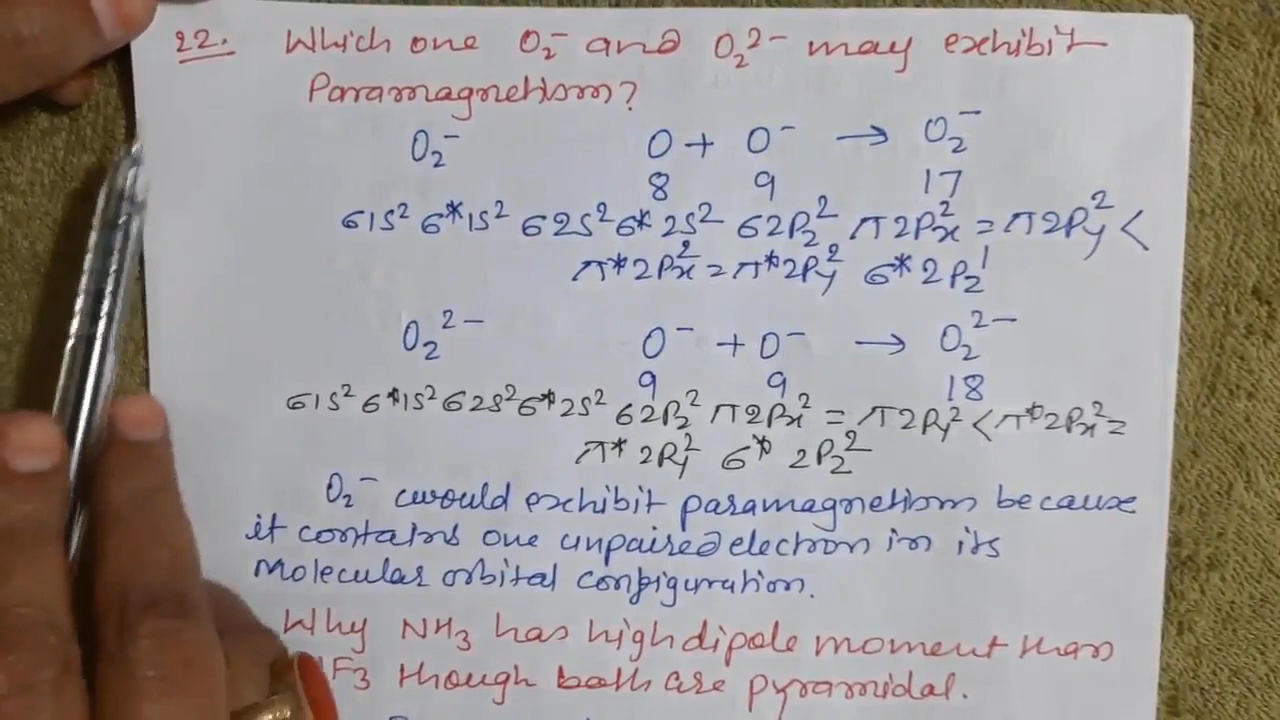 22. Which one O₂⁻ and O₂²⁻ may exhibit
Paramagnetism?
O₂⁻ O + O⁻ → O₂⁻
8 9 17
σ1s² σ*1s² σ2s² σ*2s² σ2Pz² π2Px² = π2Py² <
π*2Px² = π*2Py² σ*2Pz¹
O₂²⁻ O⁻ + O⁻ → O₂²⁻
9 9 18
σ1s² σ*1s² σ2s² σ*2s² σ2Pz² π2Px² = π2Py² < π*2Px² =
π*2Py² σ*2Pz²
O₂⁻ would exhibit paramagnetism because
it contains one unpaired electron in its
Molecular orbital configuration.
Why NH₃ has high dipole moment than
F₃ though both are pyramidal.